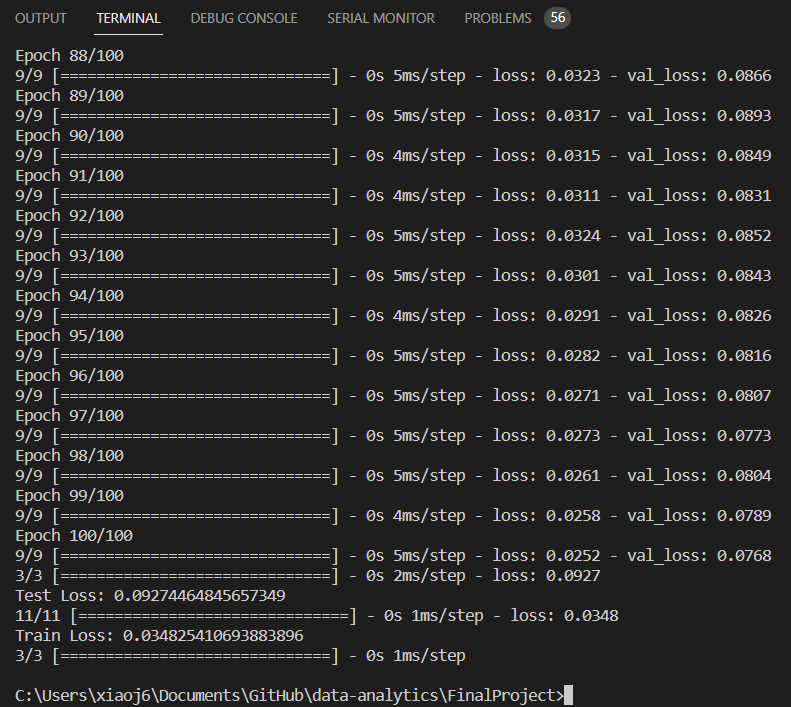 OUTPUT TERMINAL DEBUG CONSOLE SERIAL MONITOR PROBLEMS 56
Epoch 88/100
9/9 [==============================] - 0s 5ms/step - loss: 0.0323 - val_loss: 0.0866
Epoch 89/100
9/9 [==============================] - 0s 5ms/step - loss: 0.0317 - val_loss: 0.0893
Epoch 90/100
9/9 [==============================] - 0s 4ms/step - loss: 0.0315 - val_loss: 0.0849
Epoch 91/100
9/9 [==============================] - 0s 4ms/step - loss: 0.0311 - val_loss: 0.0831
Epoch 92/100
9/9 [==============================] - 0s 5ms/step - loss: 0.0324 - val_loss: 0.0852
Epoch 93/100
9/9 [==============================] - 0s 5ms/step - loss: 0.0301 - val_loss: 0.0843
Epoch 94/100
9/9 [==============================] - 0s 4ms/step - loss: 0.0291 - val_loss: 0.0826
Epoch 95/100
9/9 [==============================] - 0s 5ms/step - loss: 0.0282 - val_loss: 0.0816
Epoch 96/100
9/9 [==============================] - 0s 5ms/step - loss: 0.0271 - val_loss: 0.0807
Epoch 97/100
9/9 [==============================] - 0s 5ms/step - loss: 0.0273 - val_loss: 0.0773
Epoch 98/100
9/9 [==============================] - 0s 5ms/step - loss: 0.0261 - val_loss: 0.0804
Epoch 99/100
9/9 [==============================] - 0s 4ms/step - loss: 0.0258 - val_loss: 0.0789
Epoch 100/100
9/9 [==============================] - 0s 5ms/step - loss: 0.0252 - val_loss: 0.0768
3/3 [==============================] - 0s 2ms/step - loss: 0.0927
Test Loss: 0.09274464845657349
11/11 [==============================] - 0s 1ms/step - loss: 0.0348
Train Loss: 0.034825410693883896
3/3 [==============================] - 0s 1ms/step
C:\Users\xiaoj6\Documents\GitHub\data-analytics\FinalProject>